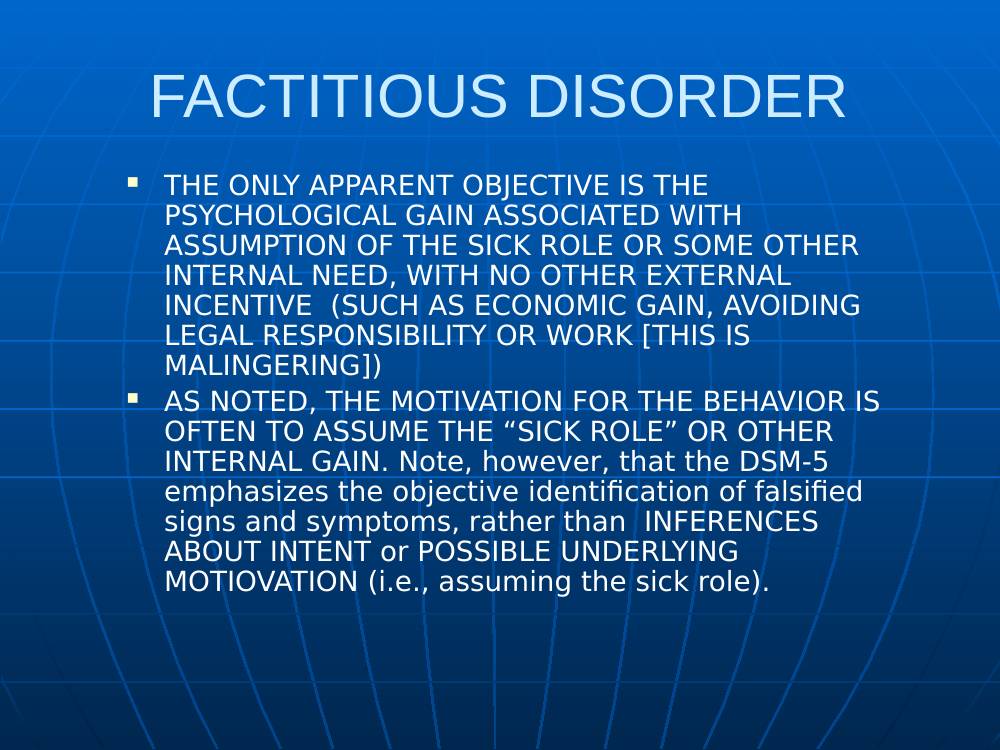 FACTITIOUS DISORDER
THE ONLY APPARENT OBJECTIVE IS THE
PSYCHOLOGICAL GAIN ASSOCIATED WITH
ASSUMPTION OF THE SICK ROLE OR SOME OTHER
INTERNAL NEED, WITH NO OTHER EXTERNAL
INCENTIVE  (SUCH AS ECONOMIC GAIN, AVOIDING
LEGAL RESPONSIBILITY OR WORK [THIS IS
MALINGERING])
AS NOTED, THE MOTIVATION FOR THE BEHAVIOR IS
OFTEN TO ASSUME THE “SICK ROLE” OR OTHER
INTERNAL GAIN. Note, however, that the DSM-5
emphasizes the objective identification of falsified
signs and symptoms, rather than  INFERENCES
ABOUT INTENT or POSSIBLE UNDERLYING
MOTIOVATION (i.e., assuming the sick role).